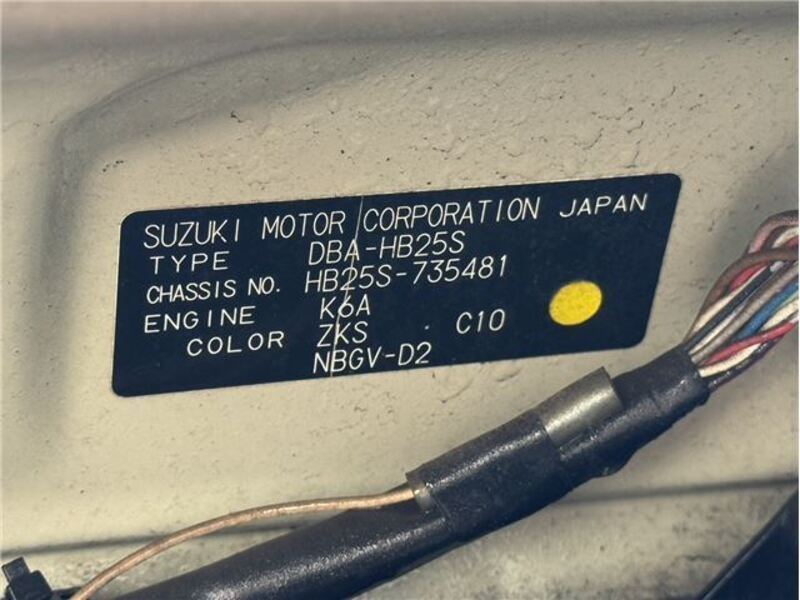 SUZUKI MOTOR CORPORATION JAPAN
TYPE DBA-HB25S
CHASSIS NO. HB25S-735481
ENGINE K6A
COLOR ZKS C10
NBGV-D2